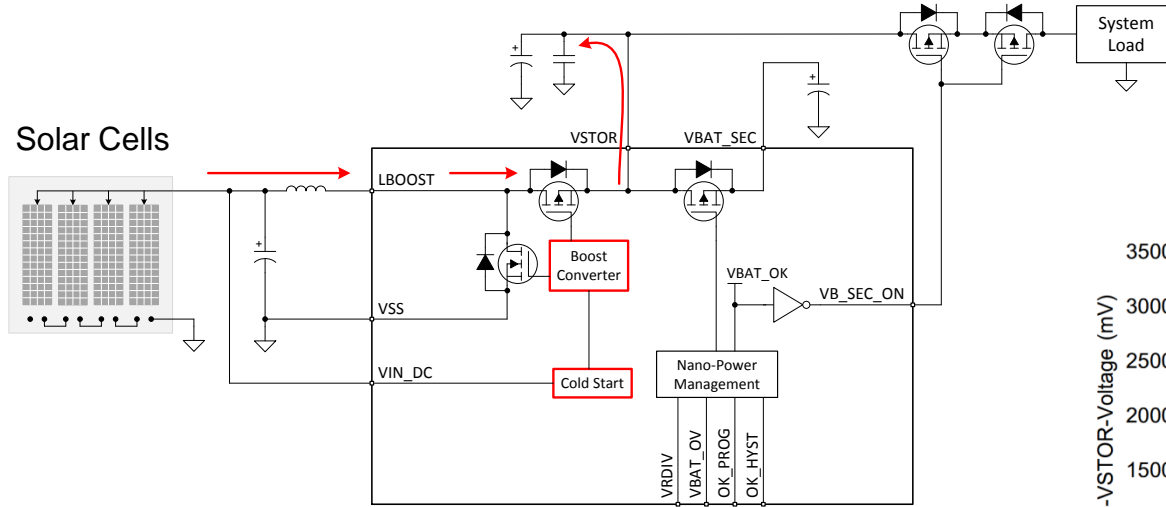 System
Load
Solar Cells
VSTOR
VBAT_SEC
LBOOST
Boost
Converter
VBAT_OK
VB_SEC_ON
VSS
VIN_DC
Cold Start
Nano-Power
Management
VRDIV
VBAT_OV
OK_PROG
OK_HYST
3500
3000
2500
2000
1500
-VSTOR-Voltage (mV)